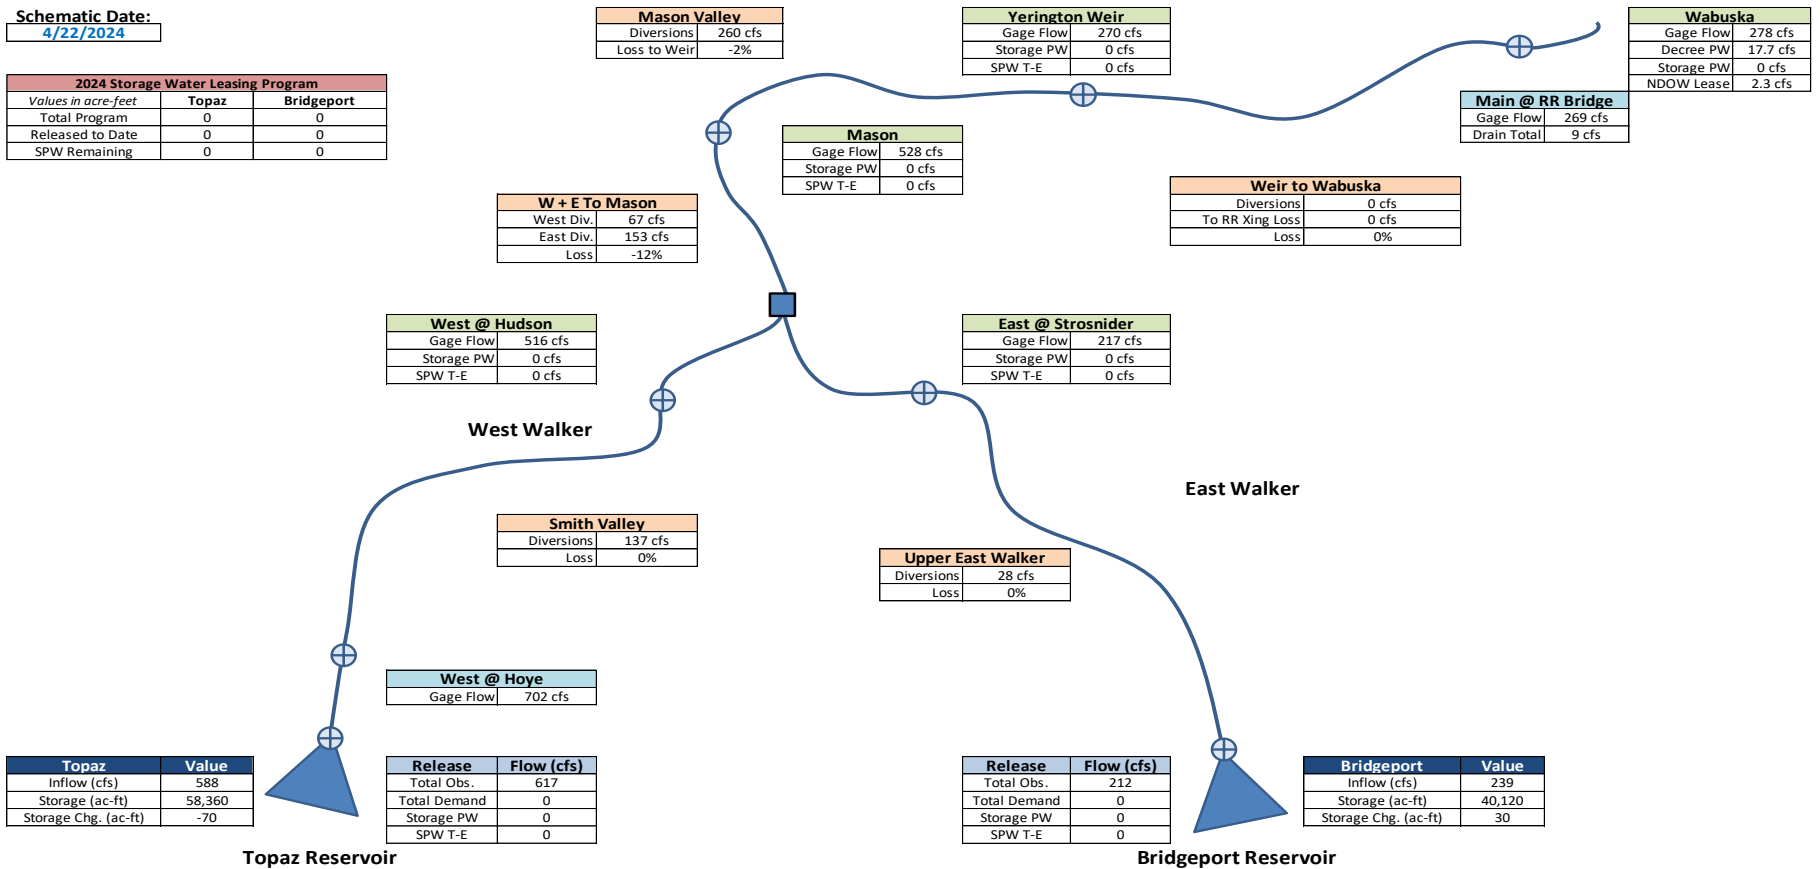 Schematic Date:
4/22/2024
2024 Storage Water Leasing Program
Values in acre-feet Topaz Bridgeport
Total Program 0 0
Released to Date 0 0
SPW Remaining 0 0
Mason Valley
Diversions 260 cfs
Loss to Weir -2%
Yerington Weir
Gage Flow 270 cfs
Storage PW 0 cfs
SPW T-E 0 cfs
Wabuska
Gage Flow 278 cfs
Decree PW 17.7 cfs
Storage PW 0 cfs
NDOW Lease 2.3 cfs
Main @ RR Bridge
Gage Flow 269 cfs
Drain Total 9 cfs
Mason
Gage Flow 528 cfs
Storage PW 0 cfs
SPW T-E 0 cfs
Weir to Wabuska
Diversions 0 cfs
To RR Xing Loss 0 cfs
Loss 0%
W + E To Mason
West Div. 67 cfs
East Div. 153 cfs
Loss -12%
West @ Hudson
Gage Flow 516 cfs
Storage PW 0 cfs
SPW T-E 0 cfs
East @ Strosnider
Gage Flow 217 cfs
Storage PW 0 cfs
SPW T-E 0 cfs
West Walker
East Walker
Smith Valley
Diversions 137 cfs
Loss 0%
Upper East Walker
Diversions 28 cfs
Loss 0%
West @ Hoye
Gage Flow 702 cfs
Topaz Value
Inflow (cfs) 588
Storage (ac-ft) 58,360
Storage Chg. (ac-ft) -70
Release Flow (cfs)
Total Obs. 617
Total Demand 0
Storage PW 0
SPW T-E 0
Topaz Reservoir
Release Flow (cfs)
Total Obs. 212
Total Demand 0
Storage PW 0
SPW T-E 0
Bridgeport Value
Inflow (cfs) 239
Storage (ac-ft) 40,120
Storage Chg. (ac-ft) 30
Bridgeport Reservoir